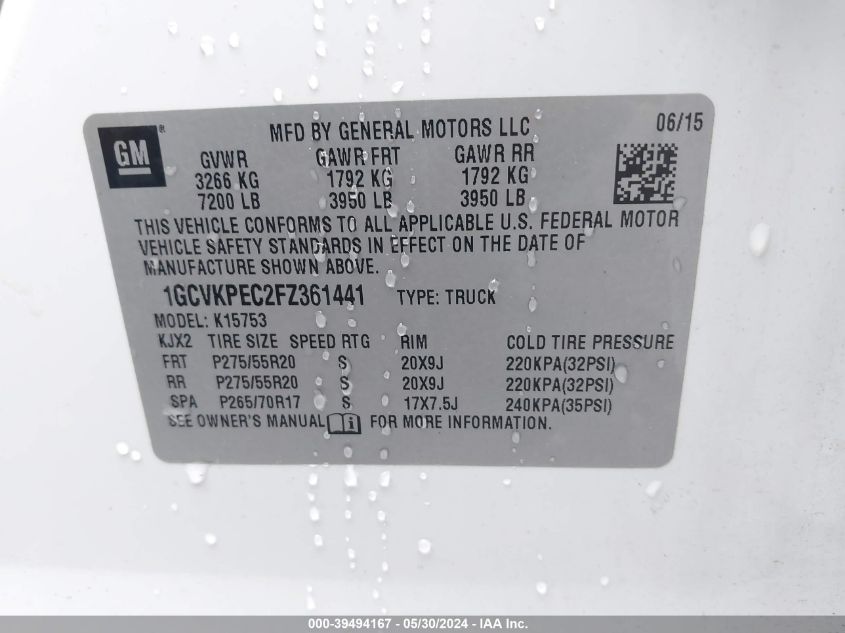 GM
®
MFD BY GENERAL MOTORS LLC
06/15
GVWR GAWR FRT GAWR RR
3266 KG 1792 KG 1792 KG
7200 LB 3950 LB 3950 LB
THIS VEHICLE CONFORMS TO ALL APPLICABLE U.S. FEDERAL MOTOR
VEHICLE SAFETY STANDARDS IN EFFECT ON THE DATE OF
MANUFACTURE SHOWN ABOVE.
1GCVKPEC2FZ361441 TYPE: TRUCK
MODEL: K15753
KJX2 TIRE SIZE SPEED RTG RIM COLD TIRE PRESSURE
FRT P275/55R20 S 20X9J 220KPA(32PSI)
RR P275/55R20 S 20X9J 220KPA(32PSI)
SPA P265/70R17 S 17X7.5J 240KPA(35PSI)
SEE OWNER'S MANUAL FOR MORE INFORMATION.
000-39494167 - 05/30/2024 - IAA Inc.